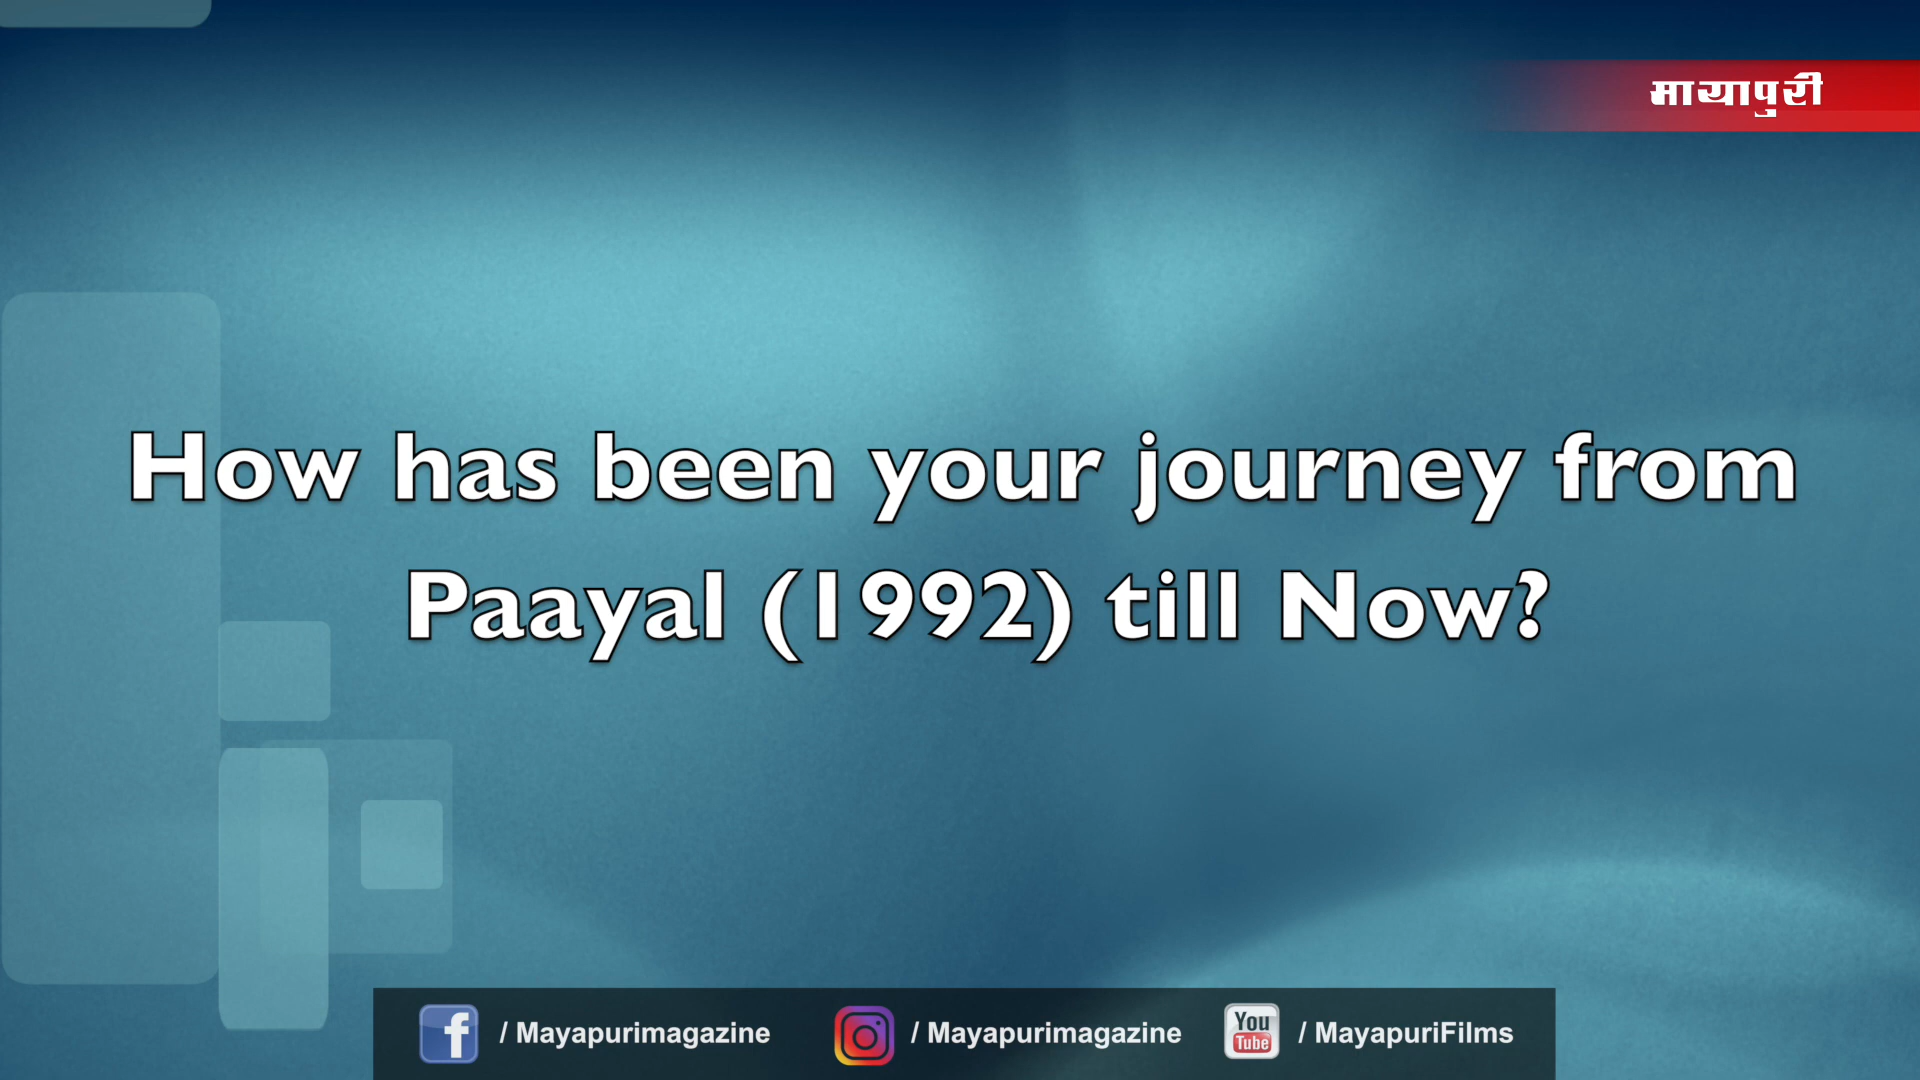 मायापुरी
How has been your journey from
Paayal (1992) till Now?
/ Mayapurimagazine
/ Mayapurimagazine
You
Tube
/ MayapuriFilms